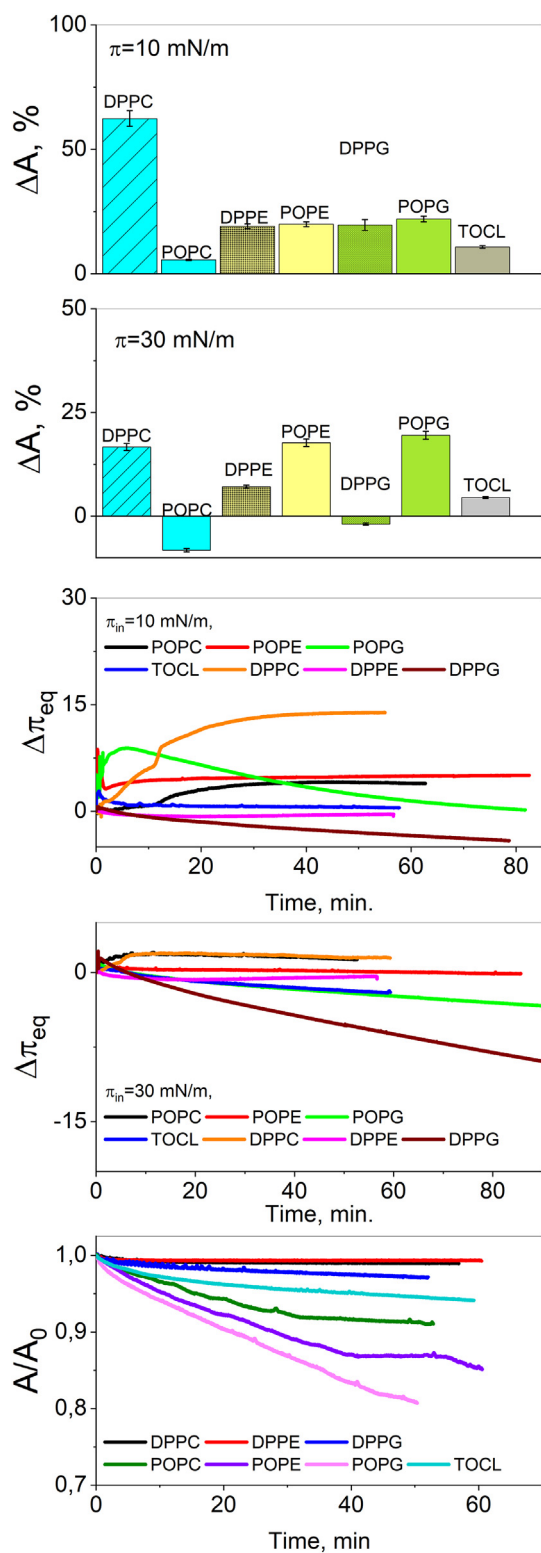 100
π=10 mN/m
DPPC
ΔA, %
50
DPPG
DPPE
POPE
POPG
POPC
TOCL
0
50
π=30 mN/m
ΔA, %
25
DPPC
POPE
POPG
DPPE
DPPG
TOCL
POPC
0
30
πin=10 mN/m,
POPC POPE POPG
TOCL DPPC DPPE DPPG
Δπeq
15
0
0 20 40 60 80
Time, min.
0
Δπeq
πin=30 mN/m,
POPC POPE POPG
-15
TOCL DPPC DPPE DPPG
0 20 40 60 80
Time, min.
1,0
A/A0
0,9
0,8
DPPC DPPE DPPG
POPC POPE POPG TOCL
0,7
0 20 40 60
Time, min